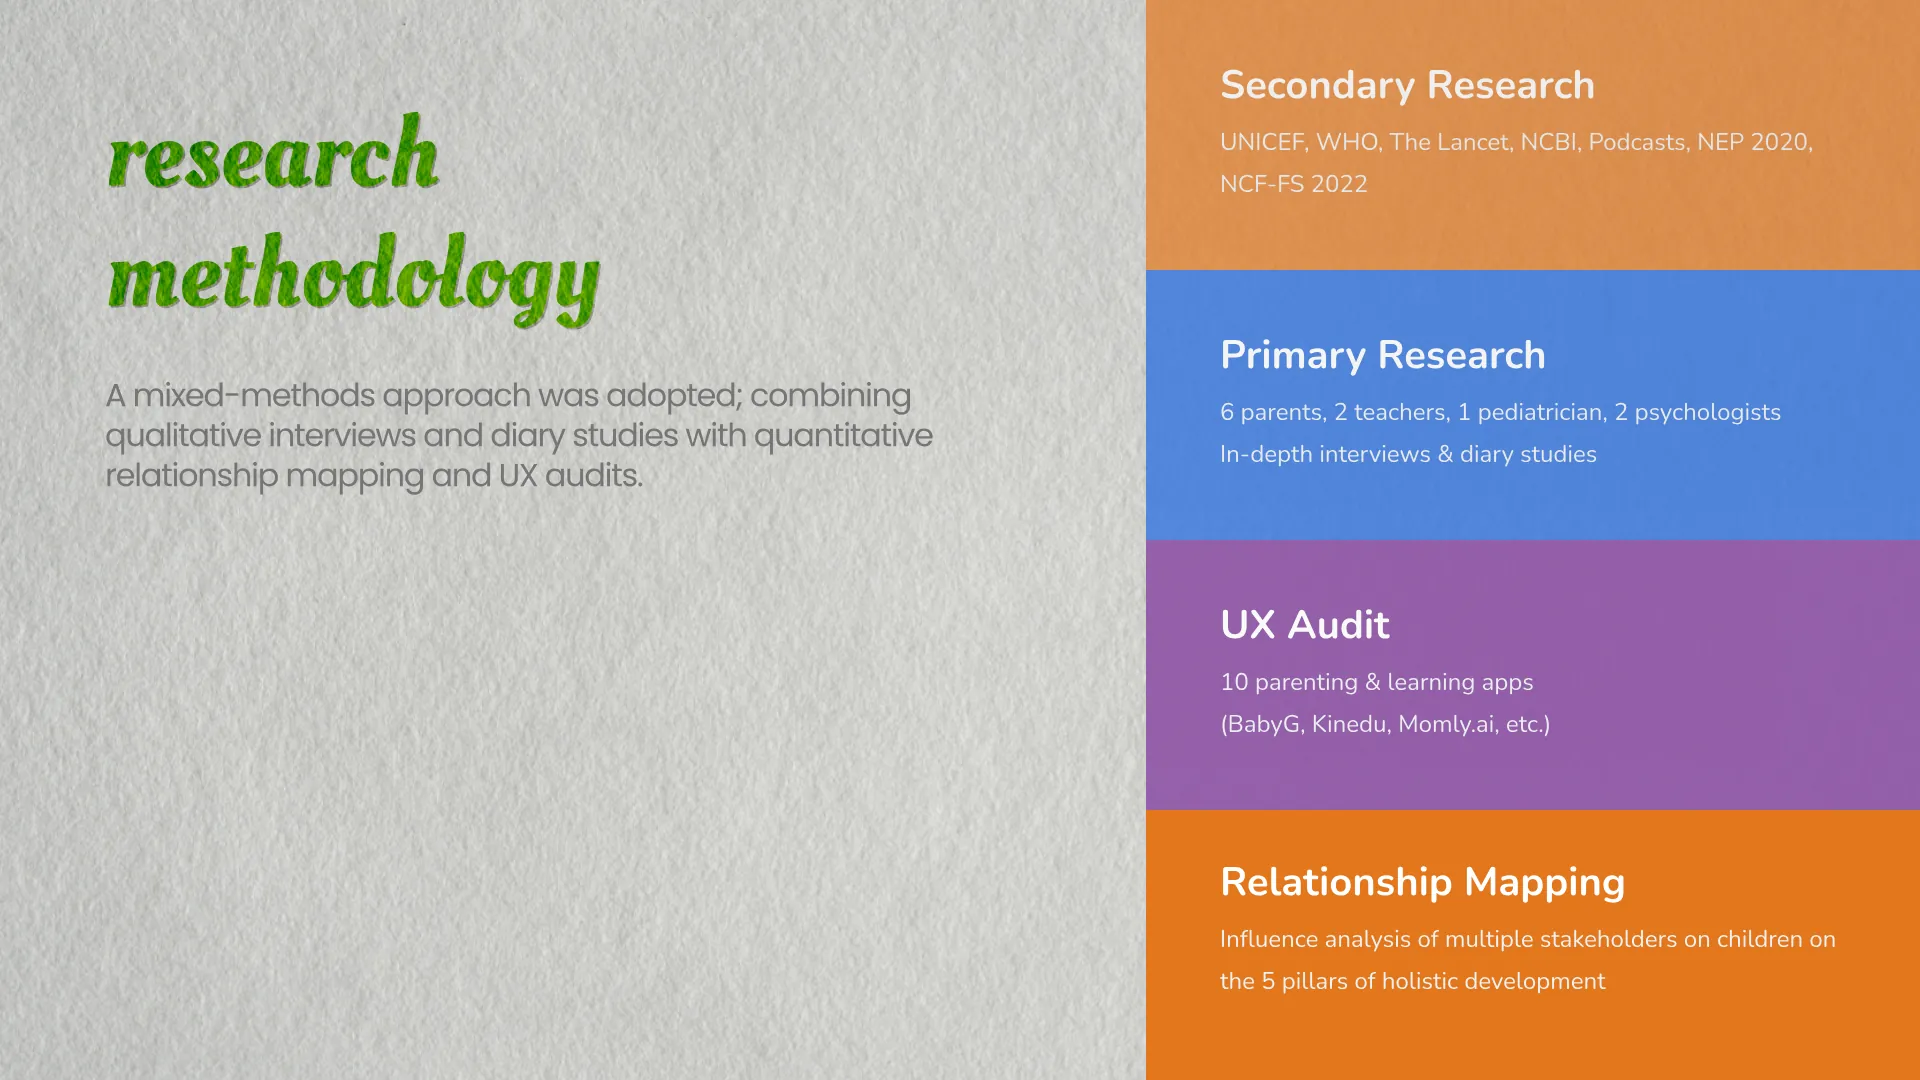 research
methodology
A mixed-methods approach was adopted; combining
qualitative interviews and diary studies with quantitative
relationship mapping and UX audits.
Secondary Research
UNICEF, WHO, The Lancet, NCBI, Podcasts, NEP 2020,
NCF-FS 2022
Primary Research
6 parents, 2 teachers, 1 pediatrician, 2 psychologists
In-depth interviews & diary studies
UX Audit
10 parenting & learning apps
(BabyG, Kinedu, Momly.ai, etc.)
Relationship Mapping
Influence analysis of multiple stakeholders on children on
the 5 pillars of holistic development